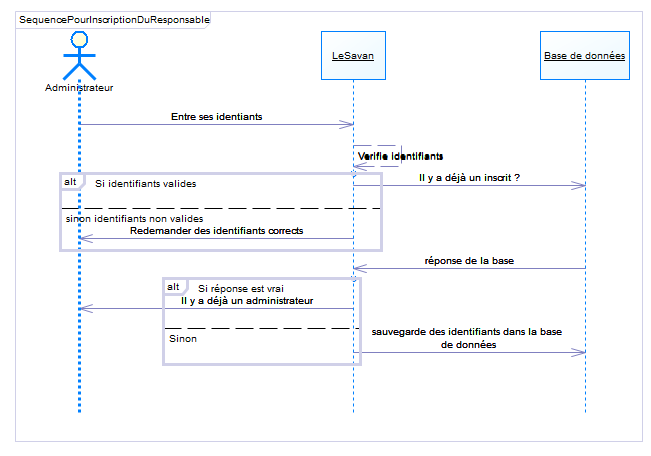 SequencePourInscriptionDuResponsable
LeSavan
Base de données
Administrateur
Entre ses identiants
Verifie identifiants
alt
Si identifiants valides
Il y a déjà un inscrit ?
sinon identifiants non valides
Redemander des identifiants corrects
réponse de la base
alt
Si réponse est vrai
Il y a déjà un administrateur
Sinon
sauvegarde des identifiants dans la base
de données